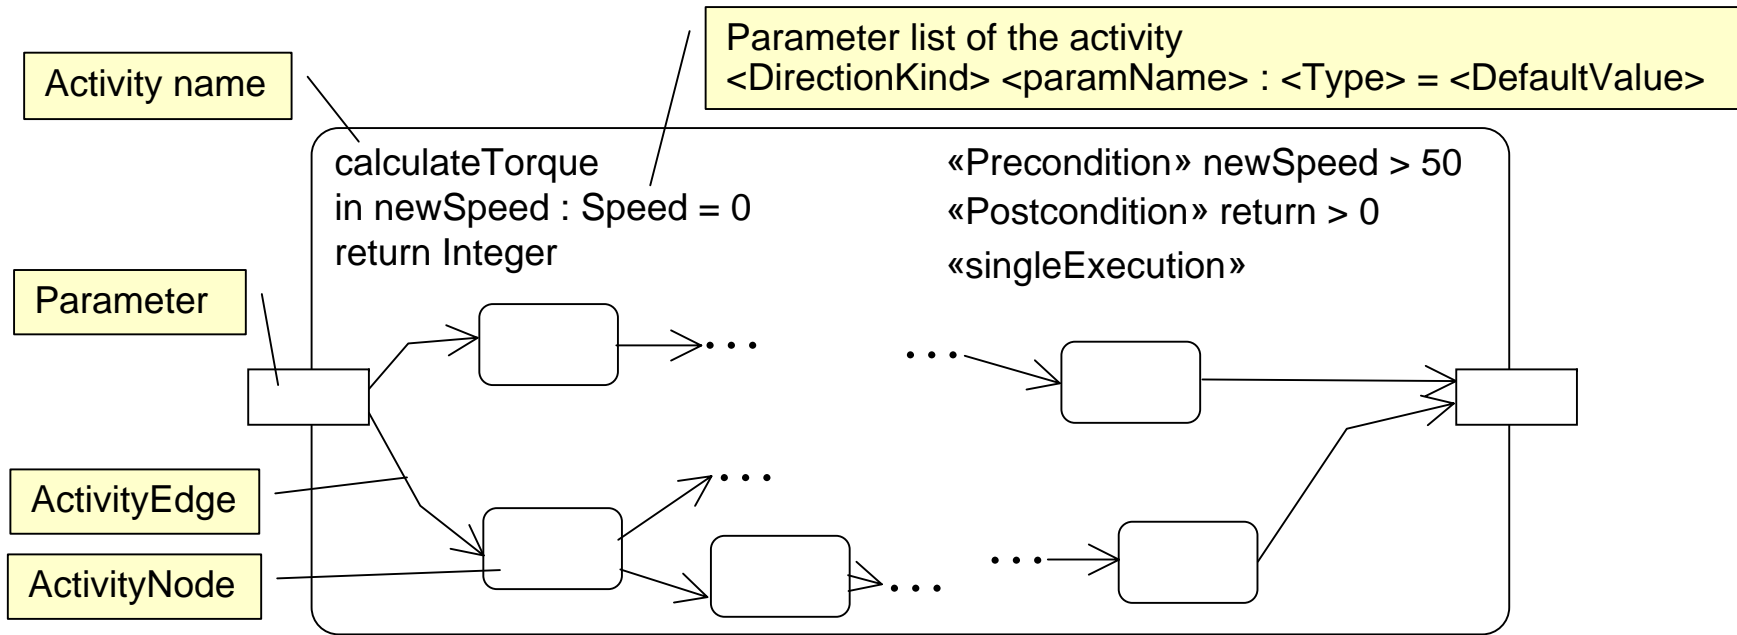 Parameter list of the activity
<DirectionKind> <paramName> : <Type> = <DefaultValue>
Activity name
calculateTorque
in newSpeed : Speed = 0
return Integer
«Precondition» newSpeed > 50
«Postcondition» return > 0
«singleExecution»
Parameter
ActivityEdge
ActivityNode